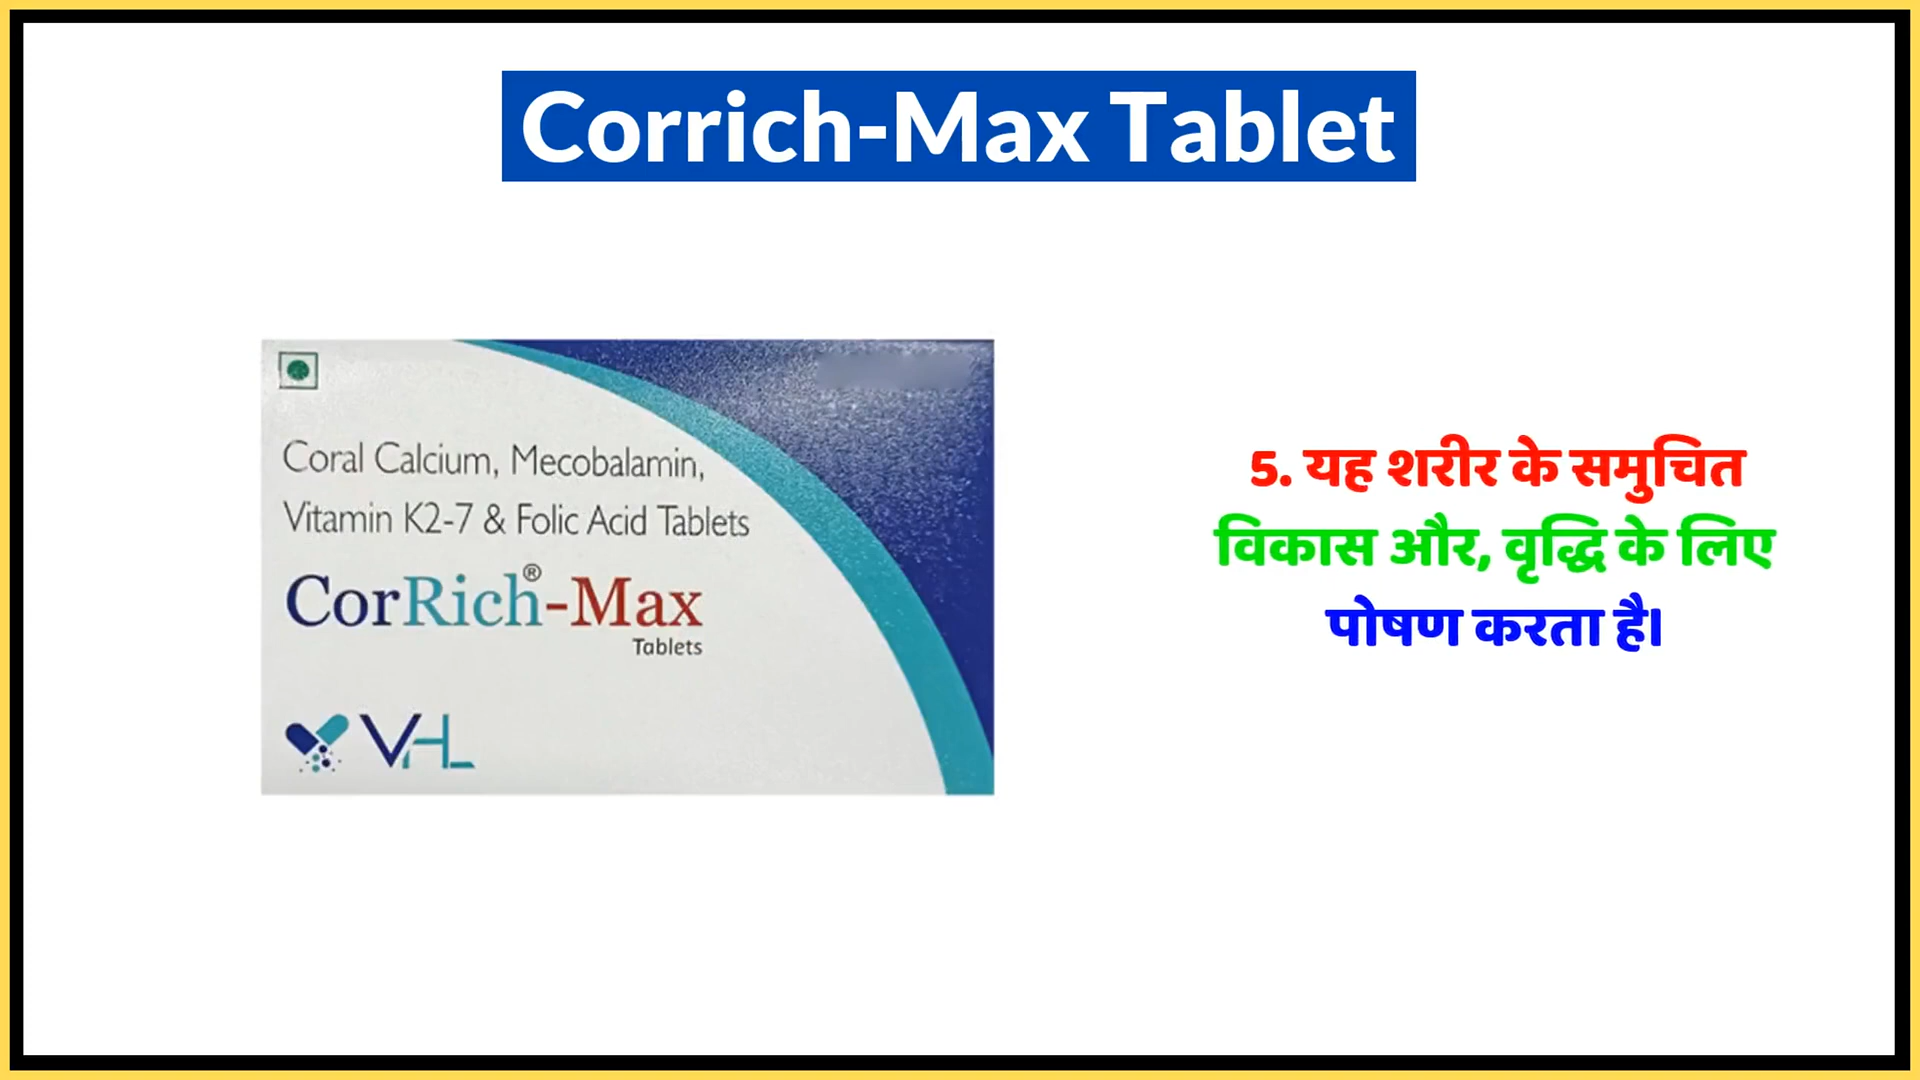 Corrich-Max Tablet
Coral Calcium, Mecobalamin,
Vitamin K2-7 & Folic Acid Tablets
CorRich®-Max
Tablets
VHL
5. यह शरीर के समुचित
विकास और, वृद्धि के लिए
पोषण करता है।